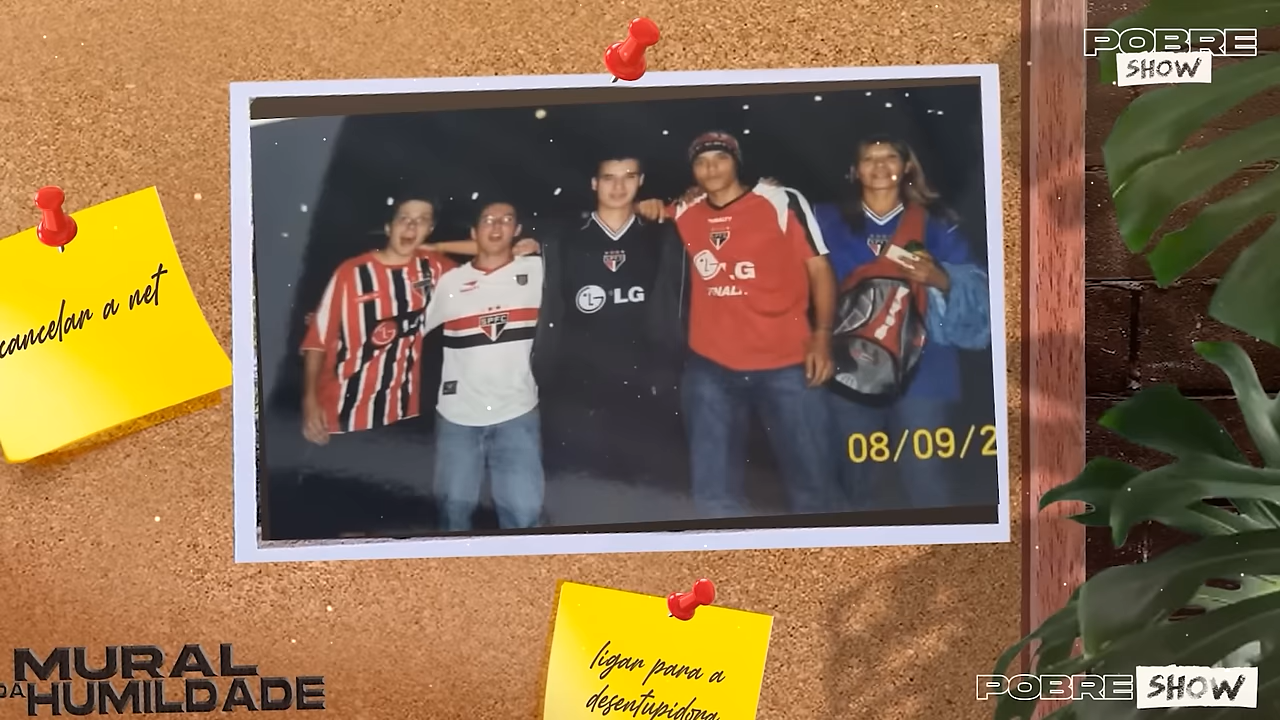 POBRE
SHOW
cancelar a net
LG
SPFC
LG
PENALTY
LG
08/09/2
ligar para a
desentupidora
MURAL
DA HUMILDADE
POBRE SHOW